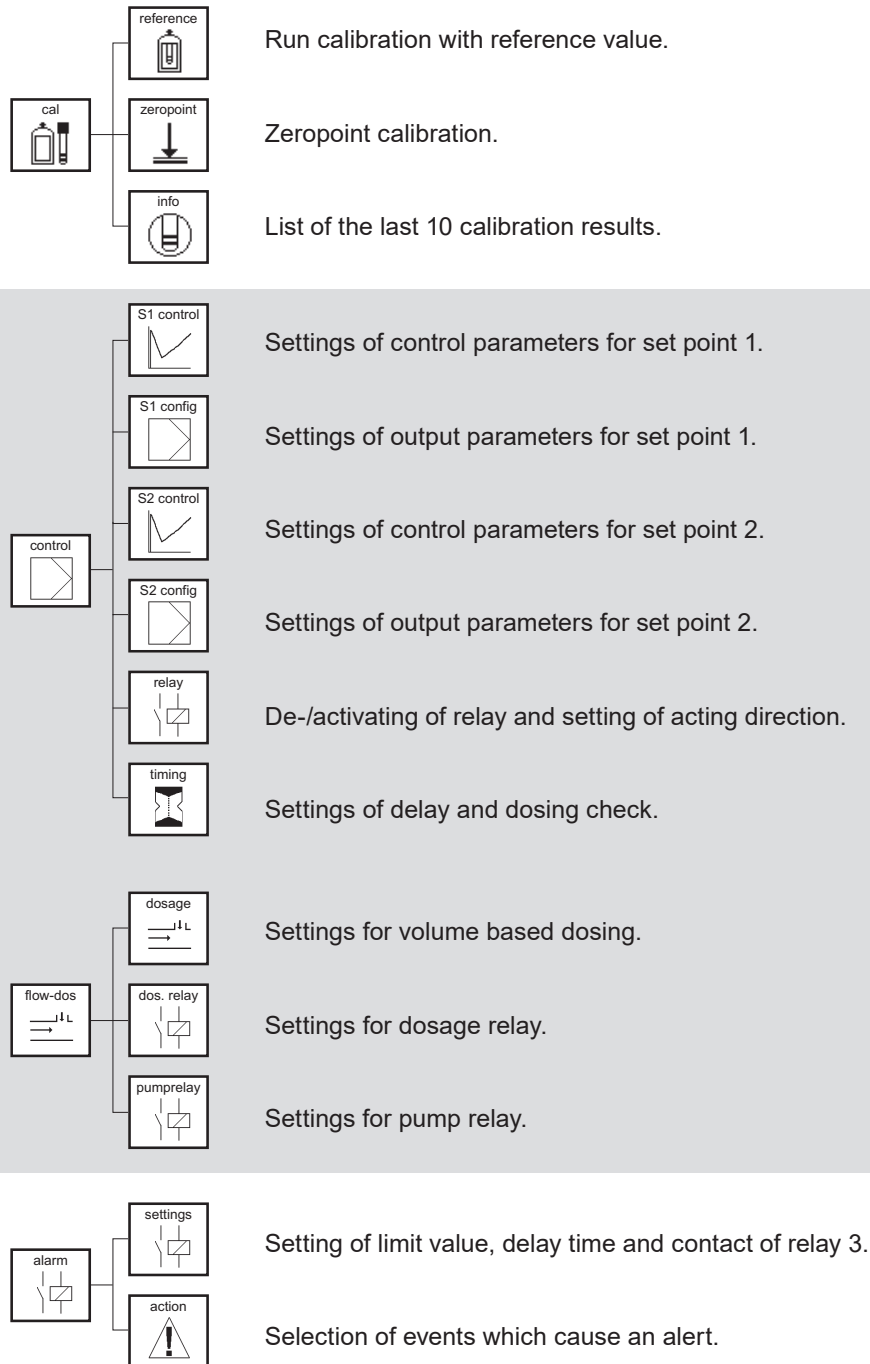 reference
Run calibration with reference value.
cal
zeropoint
Zeropoint calibration.
info
List of the last 10 calibration results.
S1 control
Settings of control parameters for set point 1.
S1 config
Settings of output parameters for set point 1.
S2 control
Settings of control parameters for set point 2.
control
S2 config
Settings of output parameters for set point 2.
relay
De-/activating of relay and setting of acting direction.
timing
Settings of delay and dosing check.
dosage
Settings for volume based dosing.
flow-dos
dos. relay
Settings for dosage relay.
pumprelay
Settings for pump relay.
settings
Setting of limit value, delay time and contact of relay 3.
alarm
action
Selection of events which cause an alert.